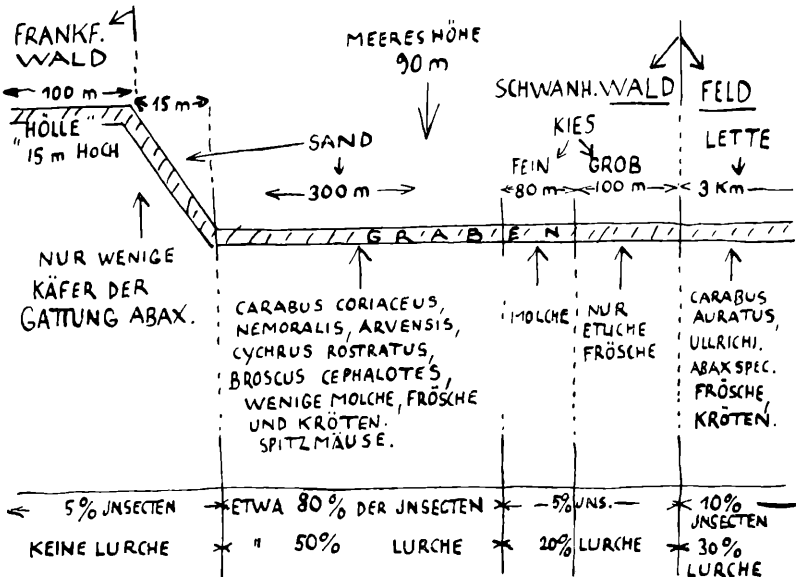 FRANKF.
WALD
100 m
15 m
"HÖLLE"
15 m HOCH
SAND
300 m
MEERES HÖHE
90 m
SCHWANH. WALD
FELD
KIES
FEIN
GROB
LETTE
80 m
100 m
3 Km
GRABEN
NUR WENIGE
KÄFER DER
GATTUNG ABAX.
CARABUS CORIACEUS,
NEMORALIS, ARVENSIS,
CYCHRUS ROSTRATUS,
BROSCUS CEPHALOTES,
WENIGE MOLCHE, FRÖSCHE
UND KRÖTEN.
SPITZMÄUSE.
MOLCHE
NUR
ETLICHE
FRÖSCHE
CARABUS
AURATUS,
ULLRICHI.
ABAX SPEC.
FRÖSCHE,
KRÖTEN.
5% JNSECTEN
ETWA 80% DER JNSECTEN
5% JNS.
10%
JNSECTEN
KEINE LURCHE
" 50% LURCHE
20% LURCHE
30%
LURCHE